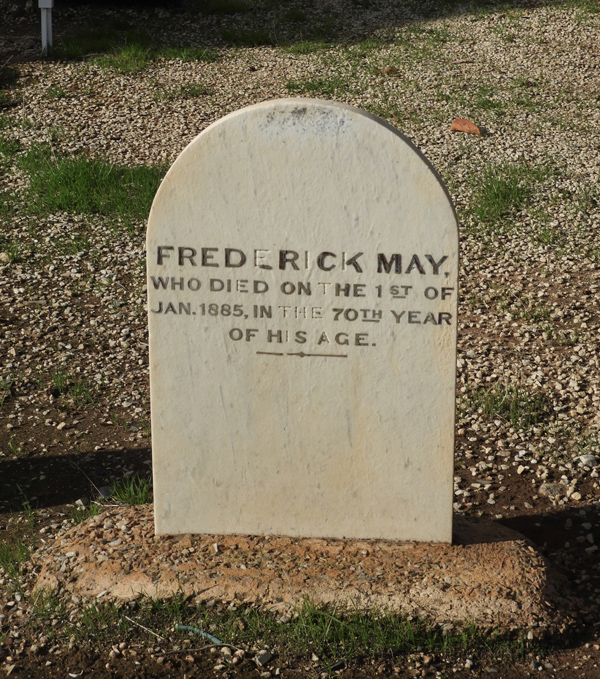 FREDERICK MAY,
WHO DIED ON THE 1ST OF
JAN. 1885, IN THE 70TH YEAR
OF HIS AGE.